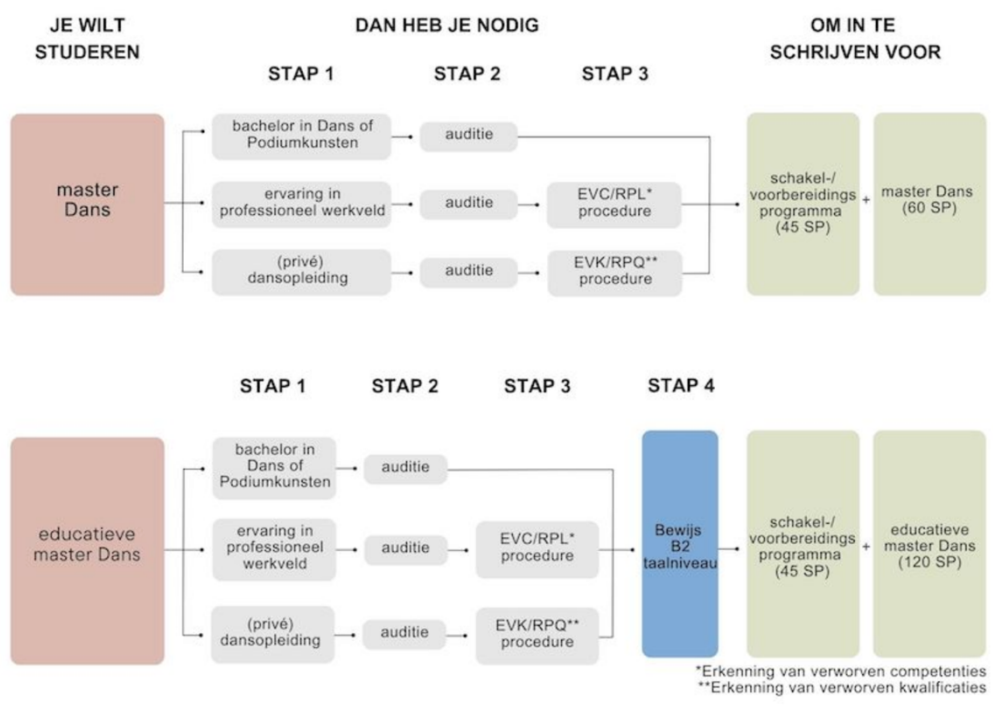 JE WILT
STUDEREN
DAN HEB JE NODIG
OM IN TE
SCHRIJVEN VOOR
STAP 1
STAP 2
STAP 3
master
Dans
bachelor in Dans of
Podiumkunsten
auditie
ervaring in
professioneel werkveld
auditie
EVC/RPL*
procedure
(privé)
dansopleiding
auditie
EVK/RPQ**
procedure
schakel-/
voorbereidings
programma
(45 SP)
+
master Dans
(60 SP)
STAP 1
STAP 2
STAP 3
STAP 4
educatieve
master Dans
bachelor in
Dans of
Podiumkunsten
auditie
ervaring in
professioneel
werkveld
auditie
EVC/RPL*
procedure
(privé)
dansopleiding
auditie
EVK/RPQ**
procedure
Bewijs
B2
taalniveau
schakel-/
voorbereidings
programma
(45 SP)
+
educatieve
master Dans
(120 SP)
*Erkenning van verworven competenties
**Erkenning van verworven kwalificaties